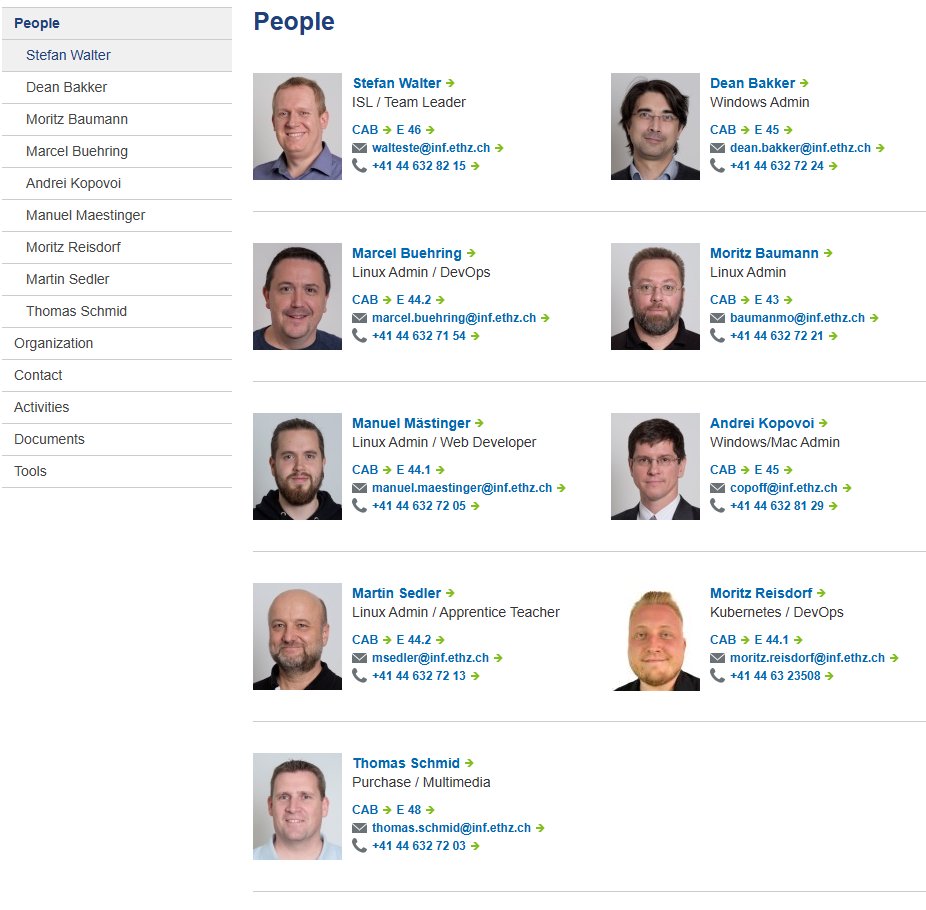 People
Stefan Walter
Dean Bakker
Moritz Baumann
Marcel Buehring
Andrei Kopovoi
Manuel Maestinger
Moritz Reisdorf
Martin Sedler
Thomas Schmid
Organization
Contact
Activities
Documents
Tools
People
Stefan Walter
ISL / Team Leader
CAB E 46
walteste@inf.ethz.ch
+41 44 632 82 15
Dean Bakker
Windows Admin
CAB E 45
dean.bakker@inf.ethz.ch
+41 44 632 72 24
Marcel Buehring
Linux Admin / DevOps
CAB E 44.2
marcel.buehring@inf.ethz.ch
+41 44 632 71 54
Moritz Baumann
Linux Admin
CAB E 43
baumanmo@inf.ethz.ch
+41 44 632 72 21
Manuel Mästinger
Linux Admin / Web Developer
CAB E 44.1
manuel.maestinger@inf.ethz.ch
+41 44 632 72 05
Andrei Kopovoi
Windows/Mac Admin
CAB E 45
copoff@inf.ethz.ch
+41 44 632 81 29
Martin Sedler
Linux Admin / Apprentice Teacher
CAB E 44.2
msedler@inf.ethz.ch
+41 44 632 72 13
Moritz Reisdorf
Kubernetes / DevOps
CAB E 44.1
moritz.reisdorf@inf.ethz.ch
+41 44 63 23508
Thomas Schmid
Purchase / Multimedia
CAB E 48
thomas.schmid@inf.ethz.ch
+41 44 632 72 03